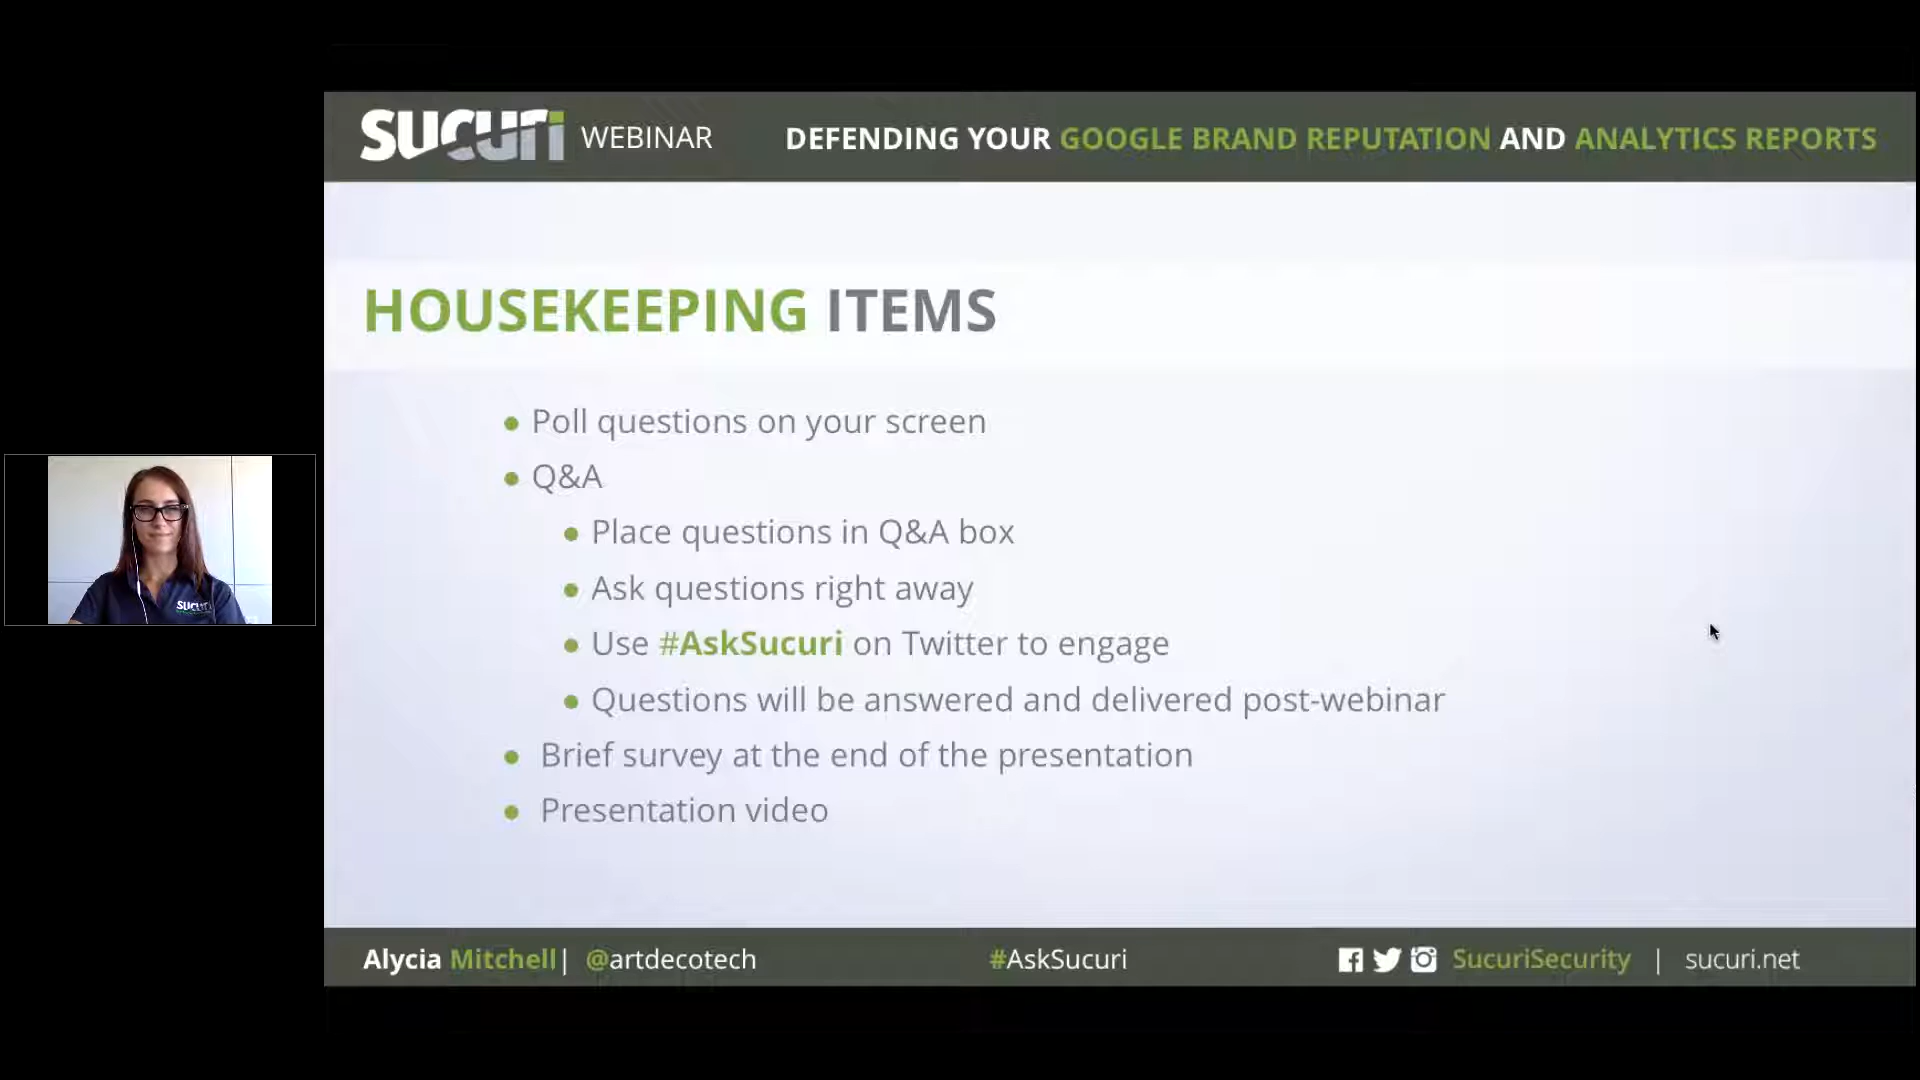 SUCURi WEBINAR DEFENDING YOUR GOOGLE BRAND REPUTATION AND ANALYTICS REPORTS
HOUSEKEEPING ITEMS
• Poll questions on your screen
• Q&A
• Place questions in Q&A box
• Ask questions right away
• Use #AskSucuri on Twitter to engage
• Questions will be answered and delivered post-webinar
• Brief survey at the end of the presentation
• Presentation video
SUCURi
Alycia Mitchell| @artdecotech #AskSucuri SucuriSecurity | sucuri.net